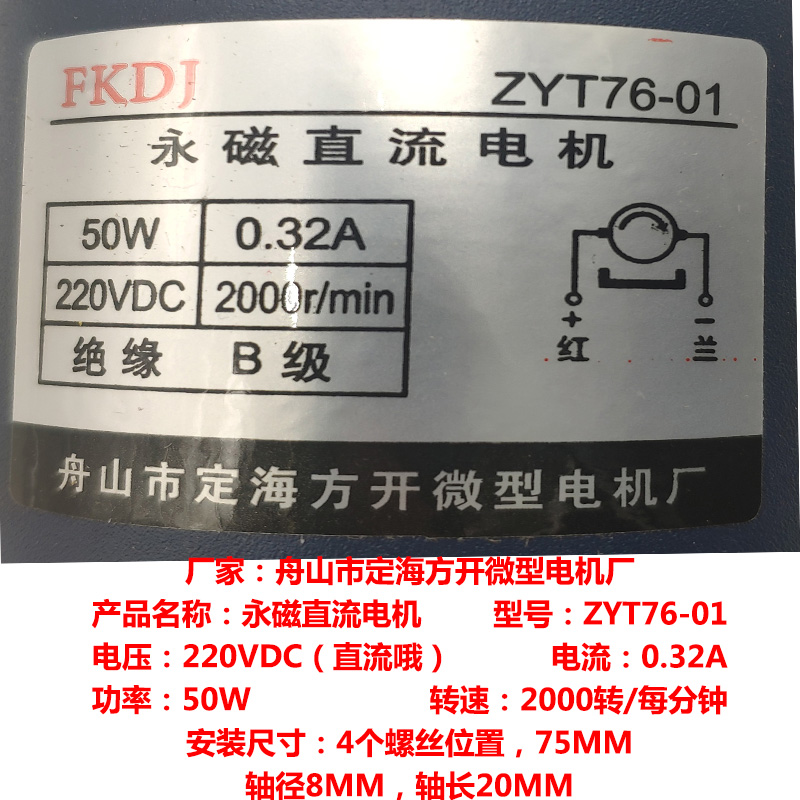 FKDJ ZYT76-01
永磁直流电机
50W 0.32A
220VDC 2000r/min
绝缘 B级
+ −
红 兰
舟山市定海方开微型电机厂
厂家：舟山市定海方开微型电机厂
产品名称：永磁直流电机 型号：ZYT76-01
电压：220VDC（直流哦） 电流：0.32A
功率：50W 转速：2000转/每分钟
安装尺寸：4个螺丝位置，75MM
轴径8MM，轴长20MM